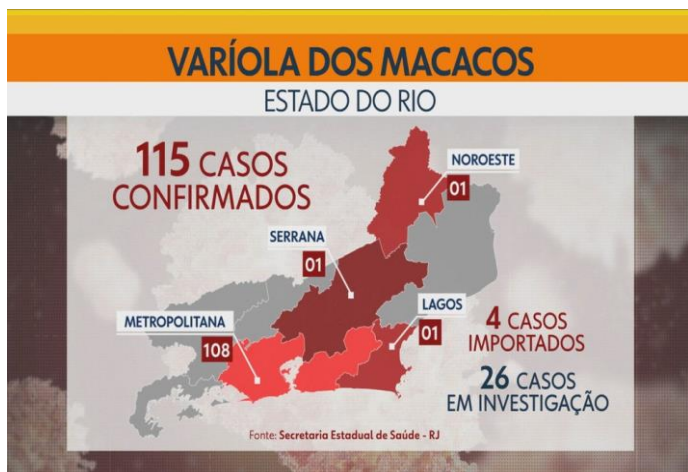 VARÍOLA DOS MACACOS
ESTADO DO RIO
115 CASOS
CONFIRMADOS
NOROESTE
01
SERRANA
01
LAGOS
01
METROPOLITANA
108
4 CASOS
IMPORTADOS
26 CASOS
EM INVESTIGAÇÃO
Fonte: Secretaria Estadual de Saúde - RJ